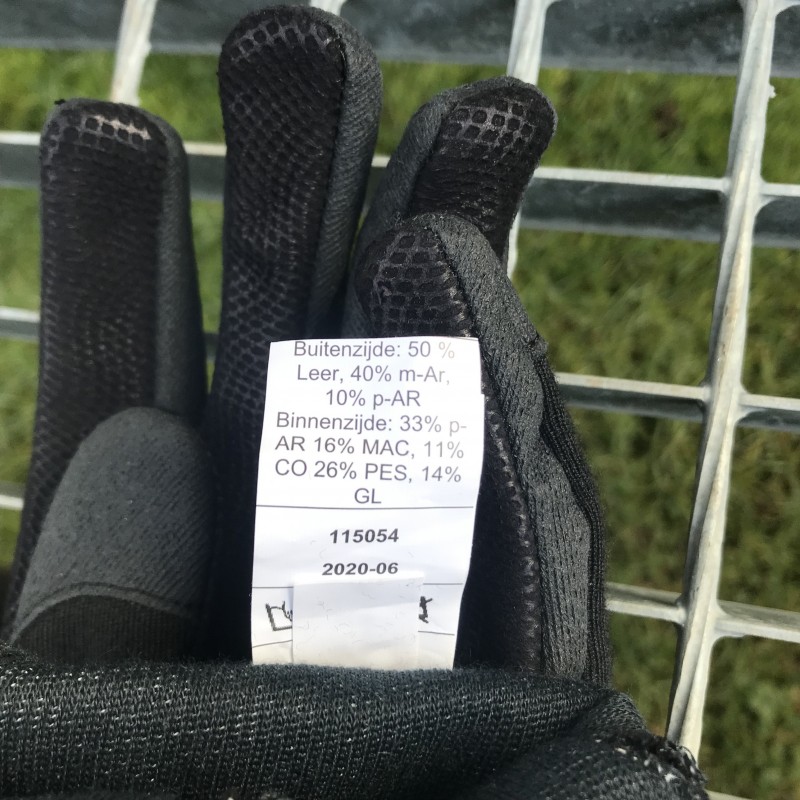 Buitenzijde: 50 %
Leer, 40% m-Ar,
10% p-AR
Binnenzijde: 33% p-
AR 16% MAC, 11%
CO 26% PES, 14%
GL
115054
2020-06